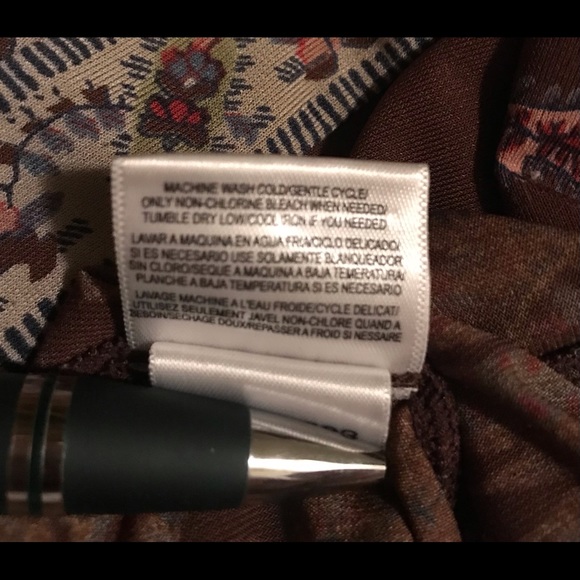 MACHINE WASH COLD/GENTLE CYCLE/
ONLY NON-CHLORINE BLEACH WHEN NEEDED/
TUMBLE DRY LOW/COOL IRON IF YOU NEEDED
LAVAR A MAQUINA EN AGUA FRIA/CICLO DELICADO/
SI ES NECESARIO USE SOLAMENTE BLANQUEADOR
SIN CLORO/SEQUE A MAQUINA A BAJA TEMERATURA/
PLANCHE A BAJA TEMPERATURA SI ES NECESARIO
LAVAGE MACHINE A L'EAU FROIDE/CYCLE DELICAT/
UTILISEZ SEULEMENT JAVEL NON-CHLORE QUAND A
BESOIN/SECHAGE DOUX/REPASSER A FROID SI NESSAIRE